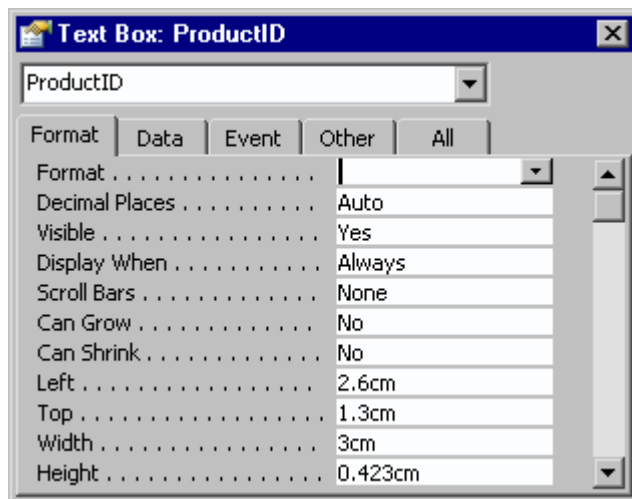 Text Box: ProductID
ProductID
Format Data Event Other All
Format . . . . . . . . . . . . . . .
Decimal Places . . . . . . . . . . Auto
Visible . . . . . . . . . . . . . . . . . Yes
Display When . . . . . . . . . . . Always
Scroll Bars . . . . . . . . . . . . . None
Can Grow . . . . . . . . . . . . . No
Can Shrink . . . . . . . . . . . . . No
Left . . . . . . . . . . . . . . . . . . 2.6cm
Top . . . . . . . . . . . . . . . . . . . 1.3cm
Width . . . . . . . . . . . . . . . . . 3cm
Height . . . . . . . . . . . . . . . . 0.423cm